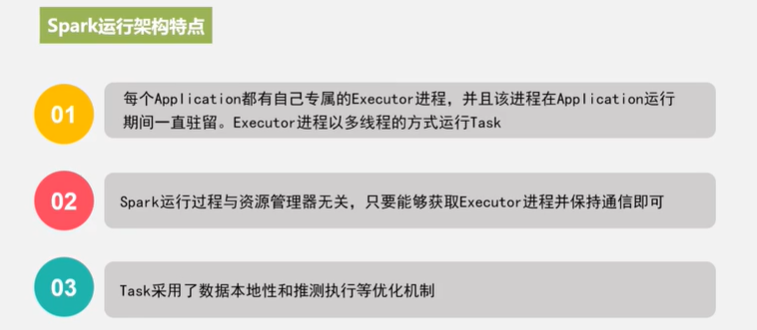 Spark运行架构特点
01
每个Application都有自己专属的Executor进程，并且该进程在Application运行
期间一直驻留。Executor进程以多线程的方式运行Task
02
Spark运行过程与资源管理器无关，只要能够获取Executor进程并保持通信即可
03
Task采用了数据本地性和推测执行等优化机制